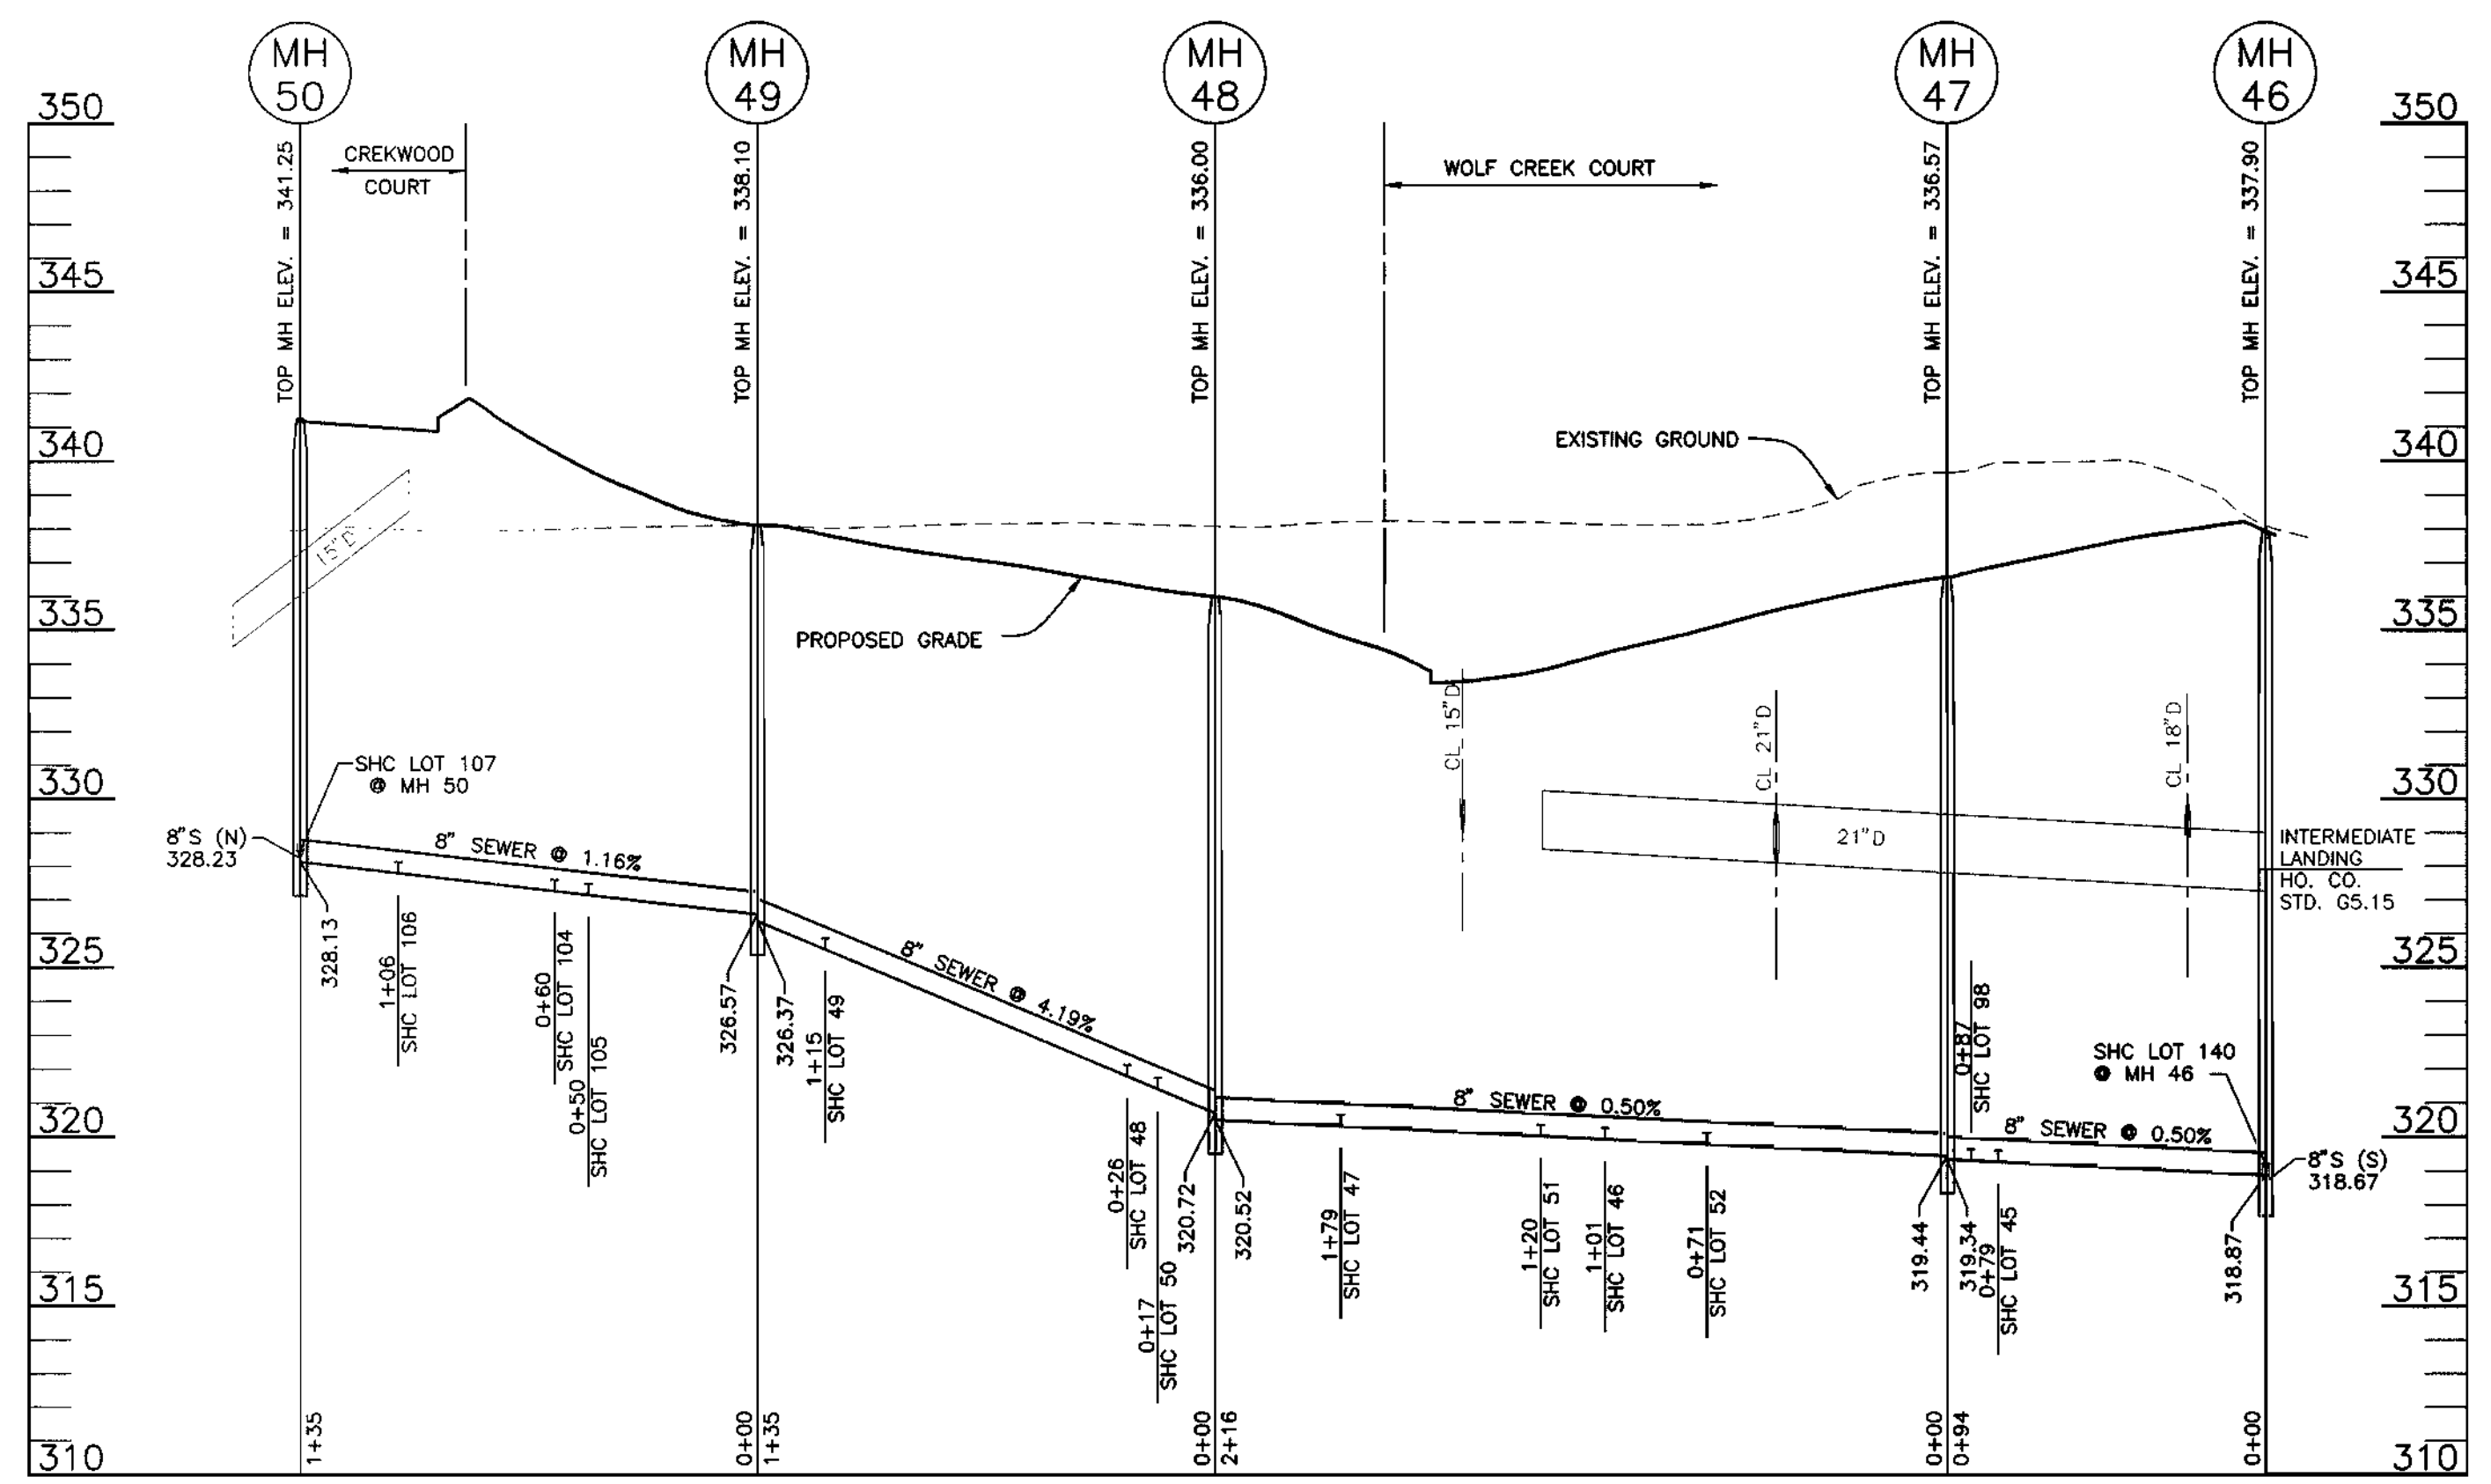 MH
50
MH
49
MH
48
MH
47
MH
46
350
350
TOP MH ELEV. = 341.25
CREKWOOD
COURT
TOP MH ELEV. = 338.10
TOP MH ELEV. = 336.00
WOLF CREEK COURT
TOP MH ELEV. = 336.57
TOP MH ELEV. = 337.90
345
345
340
340
EXISTING GROUND
15"D
335
335
PROPOSED GRADE
CL 15"D
CL 21"D
CL 18"D
330
330
SHC LOT 107
@ MH 50
8"S (N)
328.23
8" SEWER @ 1.16%
21"D
INTERMEDIATE
LANDING
HO. CO.
STD. G5.15
325
325
328.13
1+06
SHC LOT 106
0+60
SHC LOT 104
0+50
SHC LOT 105
326.57
326.37
1+15
SHC LOT 49
8" SEWER @ 4.19%
0+87
SHC LOT 98
SHC LOT 140
@ MH 46
320
320
0+26
SHC LOT 48
0+17
SHC LOT 50
320.72
320.52
8" SEWER @ 0.50%
8" SEWER @ 0.50%
8"S (S)
318.67
1+79
SHC LOT 47
1+20
SHC LOT 51
1+01
SHC LOT 46
0+71
SHC LOT 52
319.44
319.34
0+79
SHC LOT 45
318.87
315
315
310
310
1+35
0+00
1+35
0+00
2+16
0+00
0+94
0+00